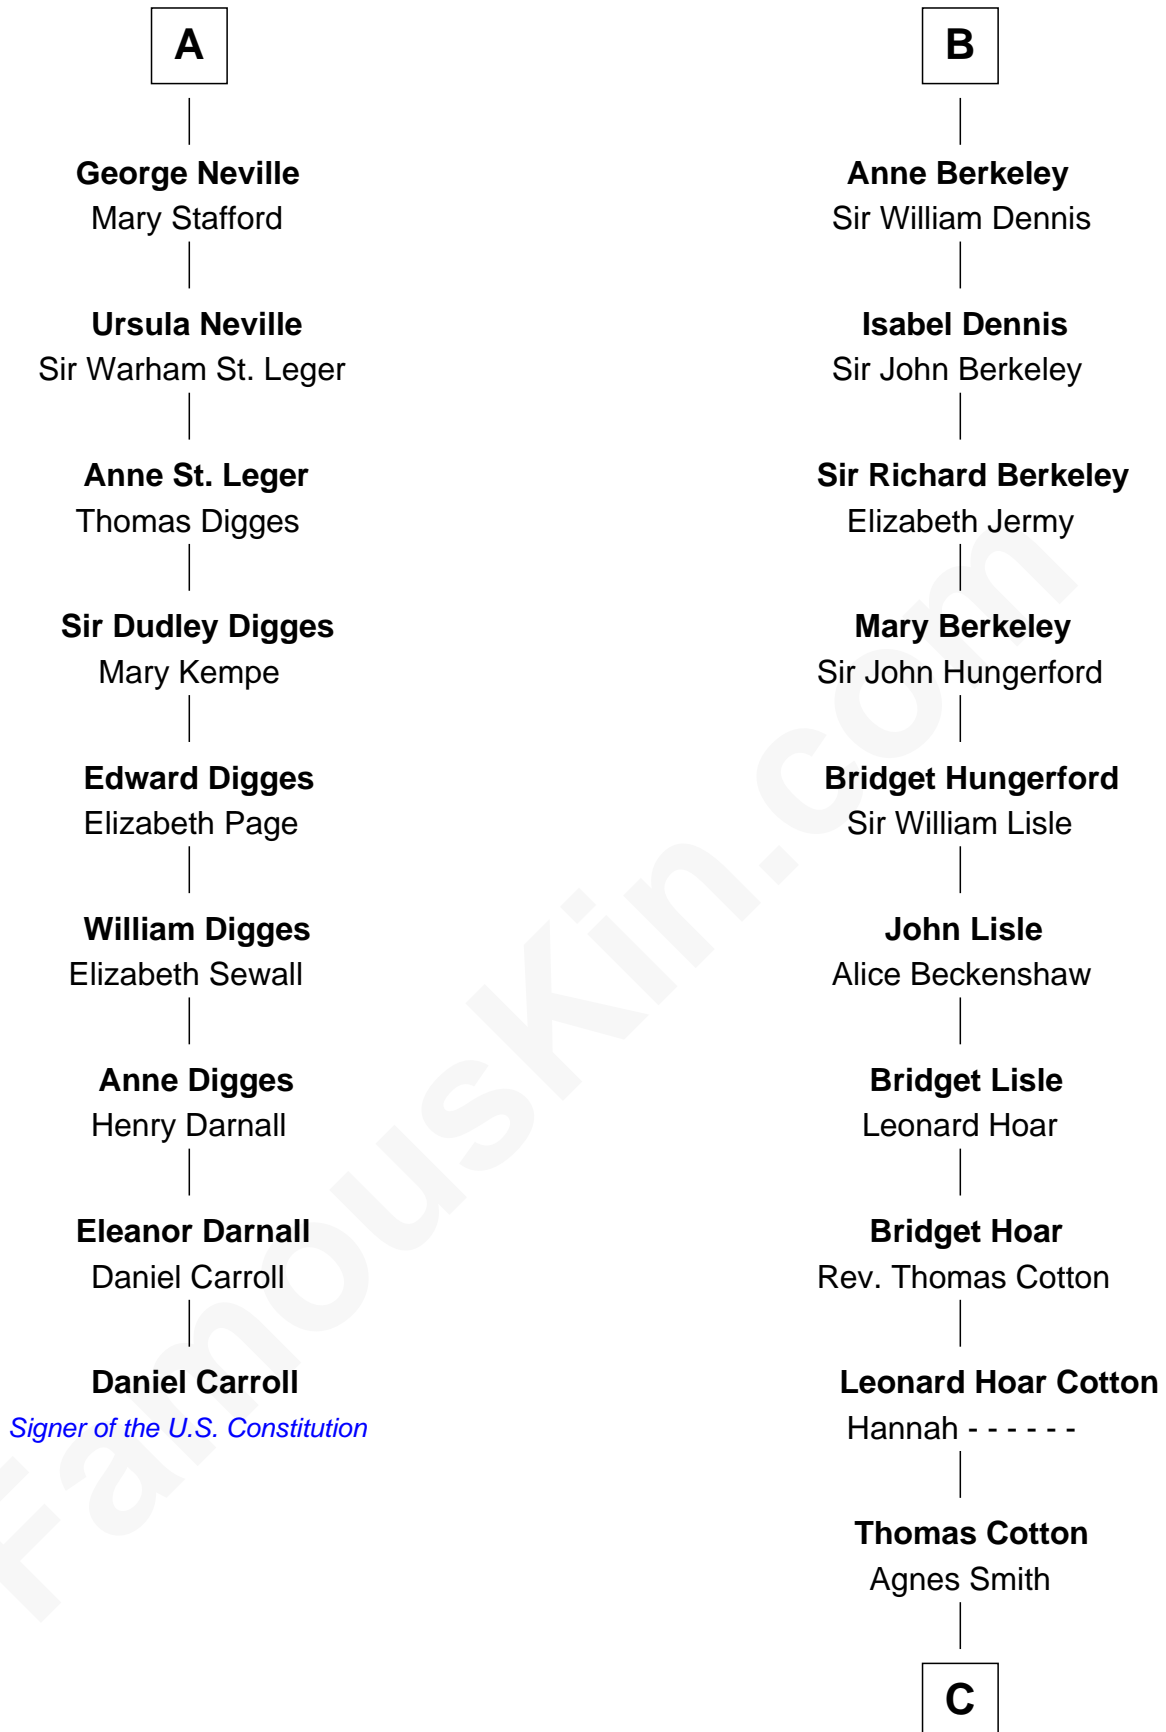 A
George Neville
Mary Stafford
Ursula Neville
Sir Warham St. Leger
Anne St. Leger
Thomas Digges
Sir Dudley Digges
Mary Kempe
Edward Digges
Elizabeth Page
William Digges
Elizabeth Sewall
Anne Digges
Henry Darnall
Eleanor Darnall
Daniel Carroll
Daniel Carroll
Signer of the U.S. Constitution
B
Anne Berkeley
Sir William Dennis
Isabel Dennis
Sir John Berkeley
Sir Richard Berkeley
Elizabeth Jermy
Mary Berkeley
Sir John Hungerford
Bridget Hungerford
Sir William Lisle
John Lisle
Alice Beckenshaw
Bridget Lisle
Leonard Hoar
Bridget Hoar
Rev. Thomas Cotton
Leonard Hoar Cotton
Hannah - - - - - -
Thomas Cotton
Agnes Smith
C
FamousKin.com